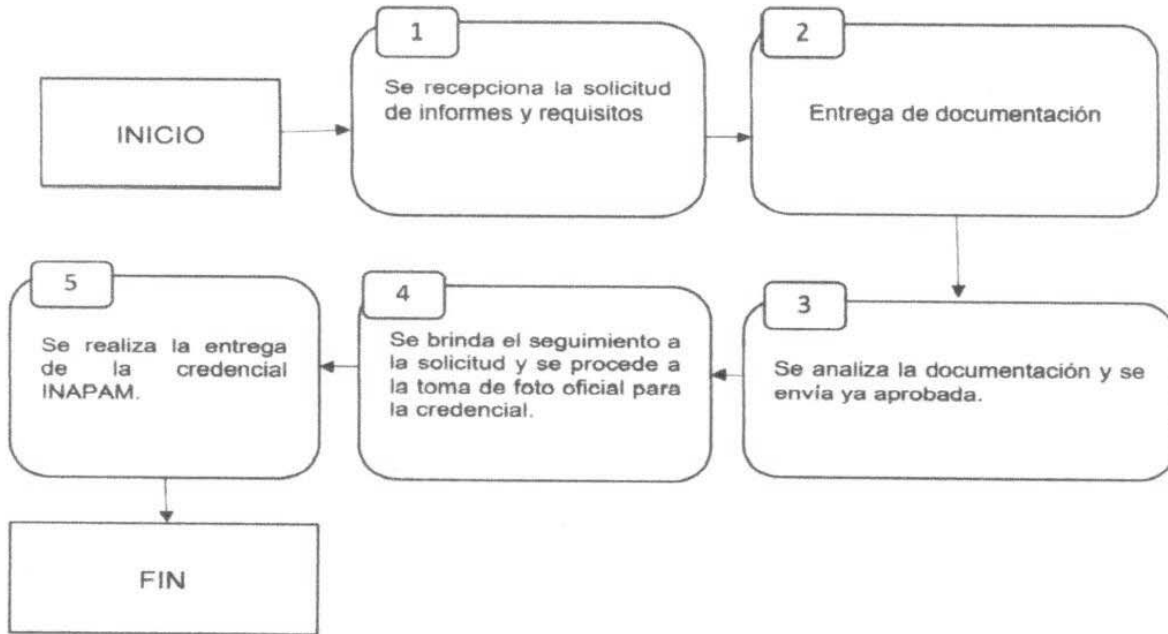 INICIO
1
Se recepciona la solicitud
de informes y requisitos
2
Entrega de documentación
3
Se analiza la documentación y se
envía ya aprobada.
4
Se brinda el seguimiento a
la solicitud y se procede a
la toma de foto oficial para
la credencial.
5
Se realiza la entrega
de la credencial
INAPAM.
FIN